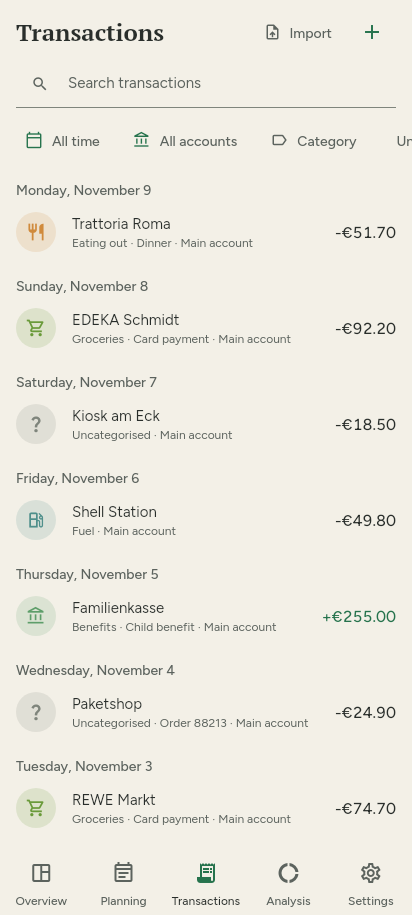 Transactions
Import
Search transactions
All time
All accounts
Category
Monday, November 9
Trattoria Roma
-€51.70
Eating out · Dinner · Main account
Sunday, November 8
EDEKA Schmidt
-€92.20
Groceries · Card payment · Main account
Saturday, November 7
Kiosk am Eck
-€18.50
Uncategorised · Main account
Friday, November 6
Shell Station
-€49.80
Fuel · Main account
Thursday, November 5
Familienkasse
+€255.00
Benefits · Child benefit · Main account
Wednesday, November 4
Paketshop
-€24.90
Uncategorised · Order 88213 · Main account
Tuesday, November 3
REWE Markt
-€74.70
Groceries · Card payment · Main account
Overview
Planning
Transactions
Analysis
Settings